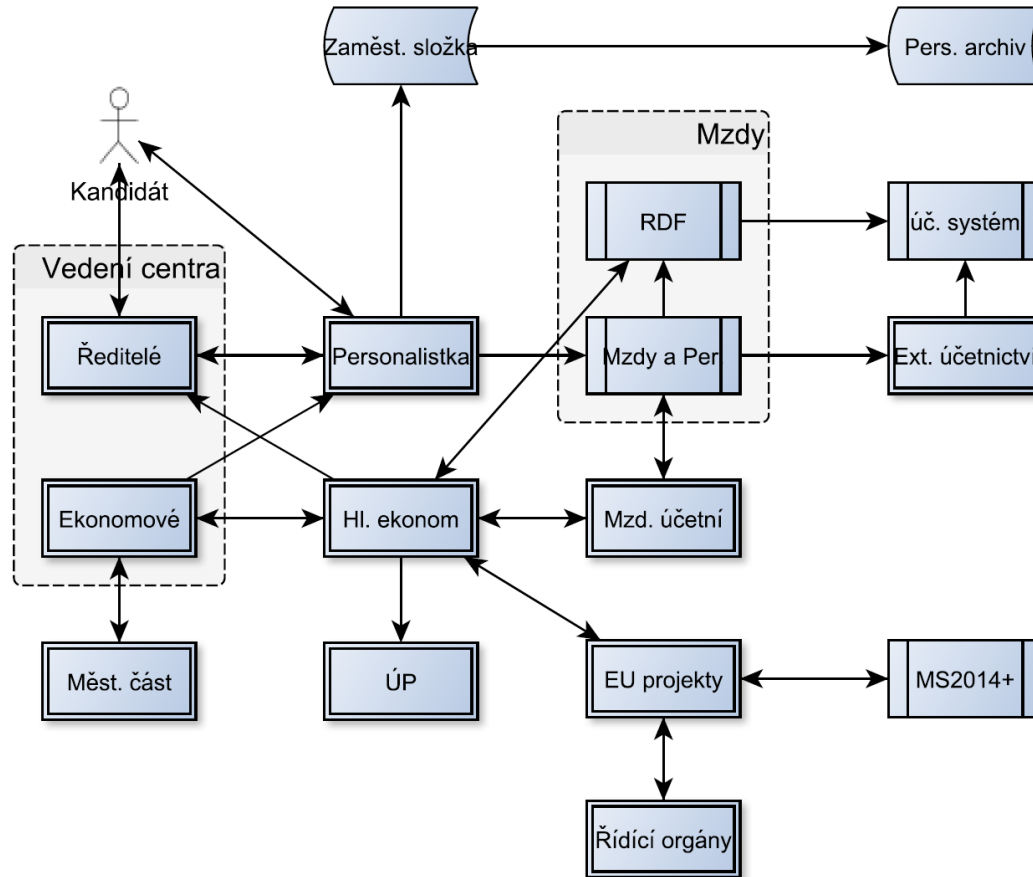 Zaměst. složka
Pers. archiv
Kandidát
Mzdy
RDF
úč. systém
Vedení centra
Ředitelé
Personalistka
Mzdy a Per
Ext. účetnictví
Ekonomové
Hl. ekonom
Mzd. účetní
Měst. část
ÚP
EU projekty
MS2014+
Řídící orgány